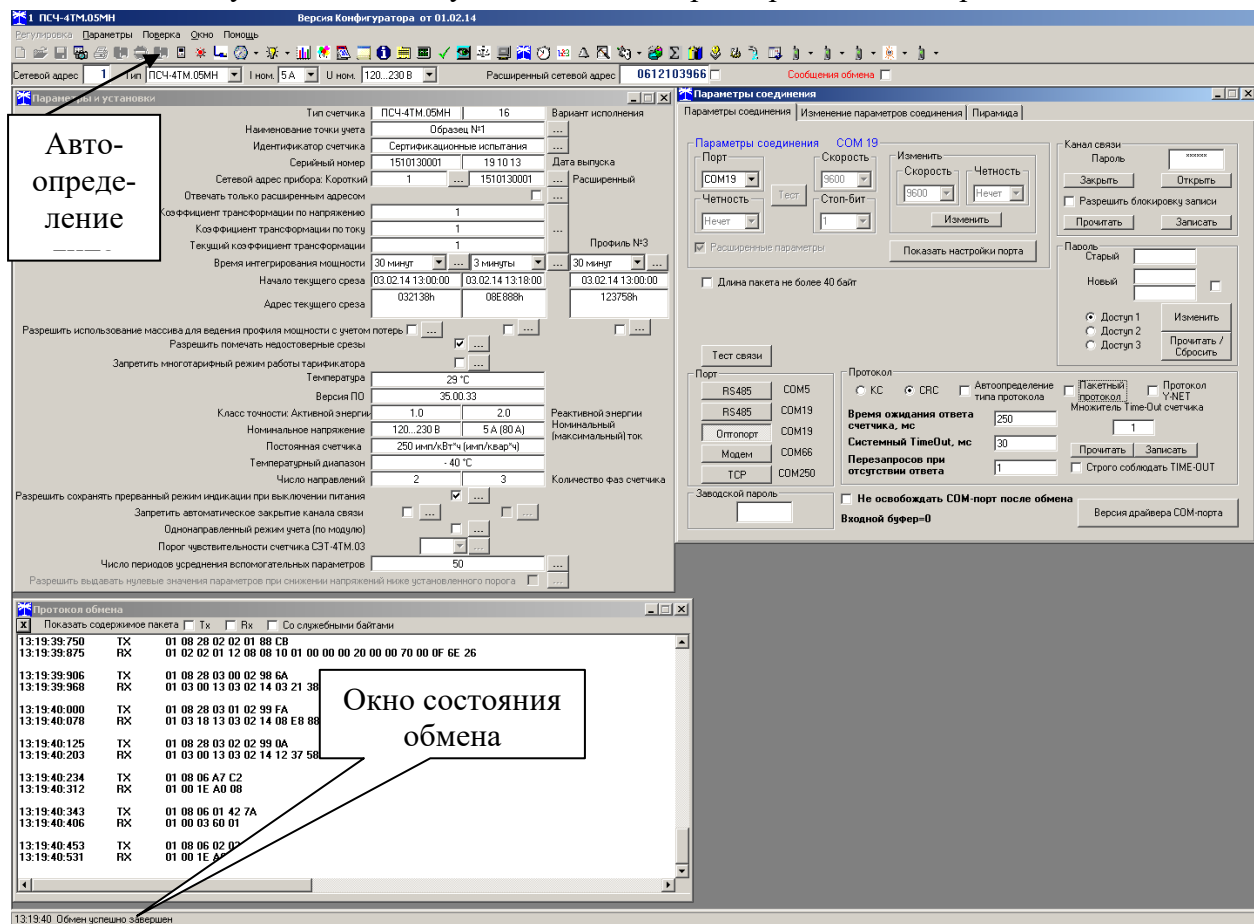 1 ПСЧ-4ТМ.05МН Версия Конфигуратора от 01.02.14
Регулировка Параметры Поверка Окно Помощь
Сетевой адрес 1 Тип ПСЧ-4ТМ.05МН I ном. 5 А U ном. 120...230 В Расширенный сетевой адрес 0612103966 Сообщения обмена
Параметры и установки
Тип счетчика ПСЧ-4ТМ.05МН 16 Вариант исполнения
Наименование точки учета Образец №1 ...
Идентификатор счетчика Сертификационные испытания ...
Серийный номер 1510130001 19 10 13 Дата выпуска
Сетевой адрес прибора: Короткий 1 ... 1510130001 ... Расширенный
Отвечать только расширенным адресом ...
Коэффициент трансформации по напряжению 1
Коэффициент трансформации по току 1 ...
Текущий коэффициент трансформации 1 Профиль №3
Время интегрирования мощности 30 минут ... 3 минуты ... 30 минут ...
Начало текущего среза 03.02.14 13:00:00 03.02.14 13:18:00 03.02.14 13:00:00
Адрес текущего среза 032138h 08E888h 123758h
Разрешить использование массива для ведения профиля мощности с учетом потерь ... ... ...
Разрешить помечать недостоверные срезы ...
Запретить многотарифный режим работы тарификатора ...
Температура 29 °C
Версия ПО 35.00.33
Класс точности: Активной энергии 1.0 2.0 Реактивной энергии
Номинальное напряжение 120...230 В 5 А (80 А) Номинальный (максимальный) ток
Постоянная счетчика 250 имп/кВт*ч (имп/квар*ч)
Температурный диапазон - 40 °C
Число направлений 2 3 Количество фаз счетчика
Разрешить сохранять прерванный режим индикации при выключении питания ...
Запретить автоматическое закрытие канала связи ... ...
Однонаправленный режим учета (по модулю) ...
Порог чувствительности счетчика СЭТ-4ТМ.03 ...
Число периодов усреднения вспомогательных параметров 50 ...
Разрешить выдавать нулевые значения параметров при снижении напряжений ниже установленного порога ...
Авто-
опреде-
ление
Параметры соединения
Параметры соединения Изменение параметров соединения Пирамида
Параметры соединения COM 19
Порт Скорость
COM19 9600
Тест
Четность Стоп-бит
Нечет 1
Изменить
Скорость Четность
9600 Нечет
Изменить
Расширенные параметры Показать настройки порта
Канал связи
Пароль ******
Закрыть Открыть
Разрешить блокировку записи
Прочитать Записать
Длина пакета не более 40 байт
Пароль
Старый
Новый
Доступ 1 Изменить
Доступ 2
Доступ 3 Прочитать / Сбросить
Тест связи
Порт
RS485 COM5
RS485 COM19
Оптопорт COM19
Модем COM66
TCP COM250
Протокол
КС CRC Автоопределение типа протокола Пакетный протокол Протокол Y-NET
Время ожидания ответа счетчика, мс 250
Системный TimeOut, мс 30
Перезапросов при отсутствии ответа 1
Множитель Time-Out счетчика
1
Прочитать Записать
Строго соблюдать TIME-OUT
Заводской пароль
Не освобождать COM-порт после обмена
Входной буфер=0
Версия драйвера COM-порта
Протокол обмена
X Показать содержимое пакета Tx Rx Со служебными байтами
13:19:39:750 TX 01 08 28 02 02 01 88 CB
13:19:39:875 RX 01 02 02 01 12 08 08 10 01 00 00 00 20 00 00 70 00 0F 6E 26
13:19:39:906 TX 01 08 28 03 00 02 98 6A
13:19:39:968 RX 01 03 00 13 03 02 14 03 21 38
13:19:40:000 TX 01 08 28 03 01 02 99 FA
13:19:40:078 RX 01 03 18 13 03 02 14 08 E8 88
13:19:40:125 TX 01 08 28 03 02 02 99 0A
13:19:40:203 RX 01 03 00 13 03 02 14 12 37 58
13:19:40:234 TX 01 08 06 A7 C2
13:19:40:312 RX 01 00 1E A0 08
13:19:40:343 TX 01 08 06 01 42 7A
13:19:40:406 RX 01 00 03 60 01
13:19:40:453 TX 01 08 06 02 02
13:19:40:531 RX 01 00 1E
Окно состояния
обмена
13:19:40 Обмен успешно завершен